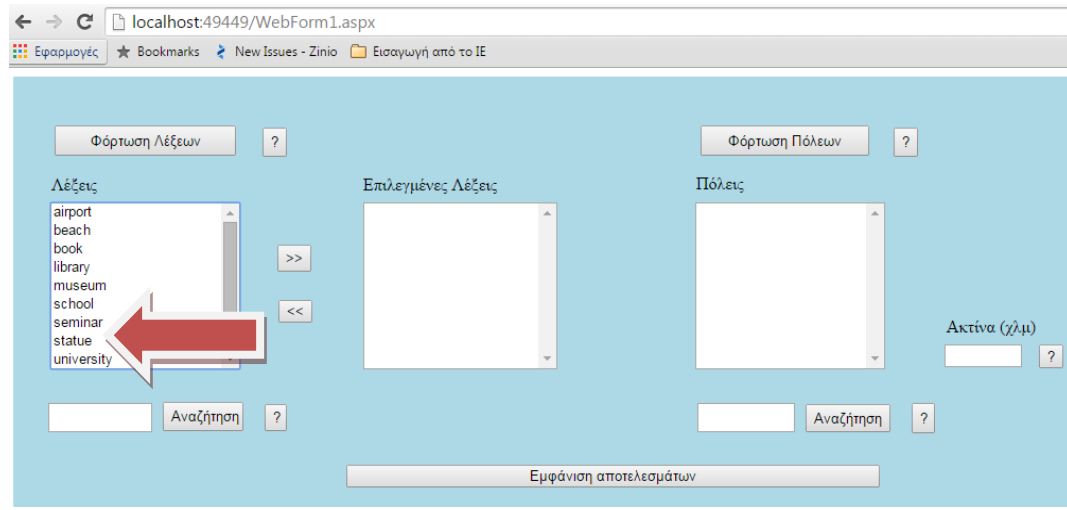 localhost:49449/WebForm1.aspx
Εφαρμογές Bookmarks New Issues - Zinio Εισαγωγή από το IE
Φόρτωση Λέξεων ? Φόρτωση Πόλεων ?
Λέξεις Επιλεγμένες Λέξεις Πόλεις
airport
beach
book
library
museum
school
seminar
statue
university
>>
<<
Ακτίνα (χλμ)
?
Αναζήτηση ? Αναζήτηση ?
Εμφάνιση αποτελεσμάτων